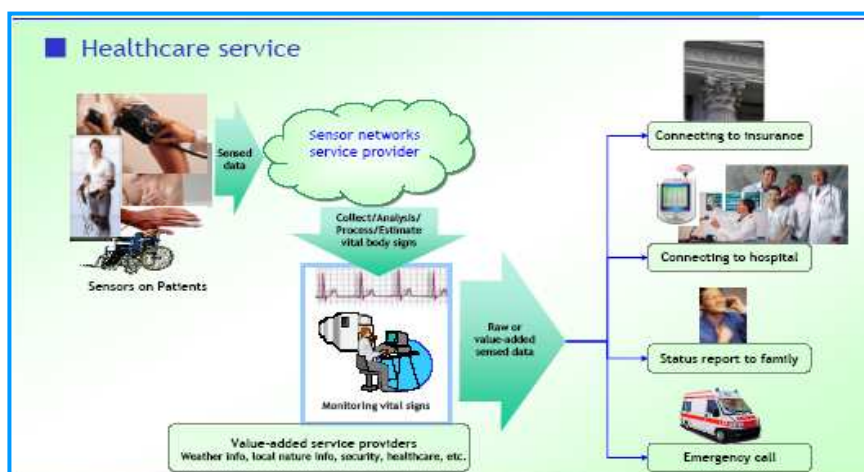 Healthcare service
Sensed
data
Sensor networks
service provider
Sensors on Patients
Collect/Analysis/
Process/Estimate
vital body signs
Monitoring vital signs
Value-added service providers
Weather info, local nature info, security, healthcare, etc.
Raw or
value-added
sensed data
Connecting to insurance
Connecting to hospital
Status report to family
Emergency call